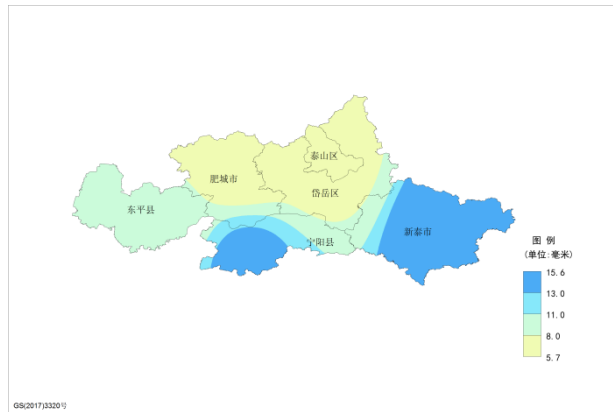 泰山区
肥城市
岱岳区
东平县
新泰市
宁阳县
图 例
(单位:毫米)
15.6
13.0
11.0
8.0
5.7
GS(2017)3320号